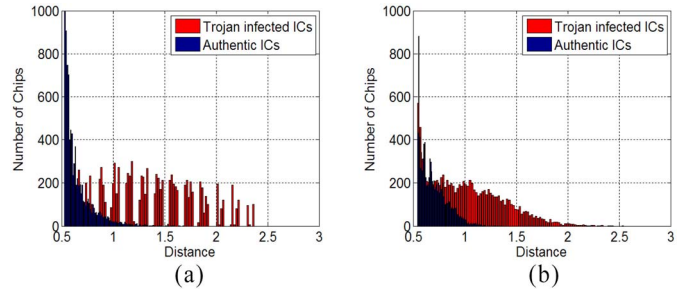 1000
800
600
400
200
0
Number of Chips
Trojan infected ICs
Authentic ICs
0.5 1 1.5 2 2.5 3
Distance
(a)
1000
800
600
400
200
0
Number of Chips
Trojan infected ICs
Authentic ICs
0.5 1 1.5 2 2.5 3
Distance
(b)